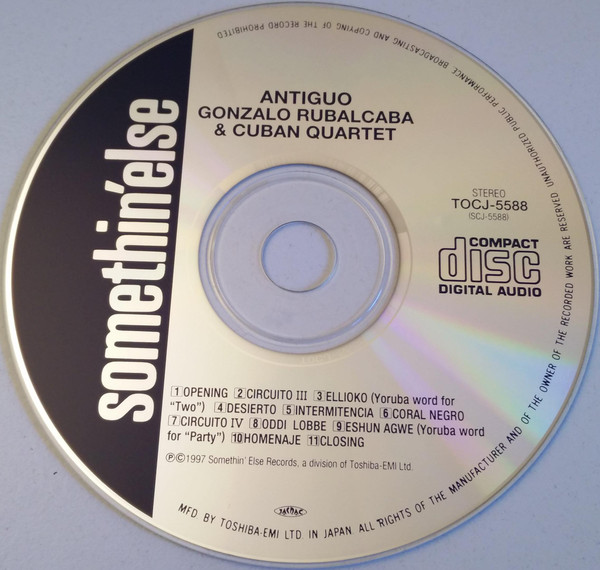 somethin'else
ANTIGUO
GONZALO RUBALCABA
& CUBAN QUARTET
STEREO
TOCJ-5588
(SCJ-5588)
COMPACT
disc
DIGITAL AUDIO
1 OPENING 2 CIRCUITO III 3 ELLIOKO (Yoruba word for
“Two”) 4 DESIERTO 5 INTERMITENCIA 6 CORAL NEGRO
7 CIRCUITO IV 8 ODDI LOBBE 9 ESHUN AGWE (Yoruba word
for “Party”) 10 HOMENAJE 11 CLOSING
ⓅⒸ1997 Somethin' Else Records, a division of Toshiba-EMI Ltd.
JASRAC
MFD. BY TOSHIBA-EMI LTD. IN JAPAN. ALL RIGHTS OF THE MANUFACTURER AND OF THE OWNER OF THE RECORDED WORK ARE RESERVED UNAUTHORIZED PUBLIC PERFORMANCE BROADCASTING AND COPYING OF THE RECORD PROHIBITED